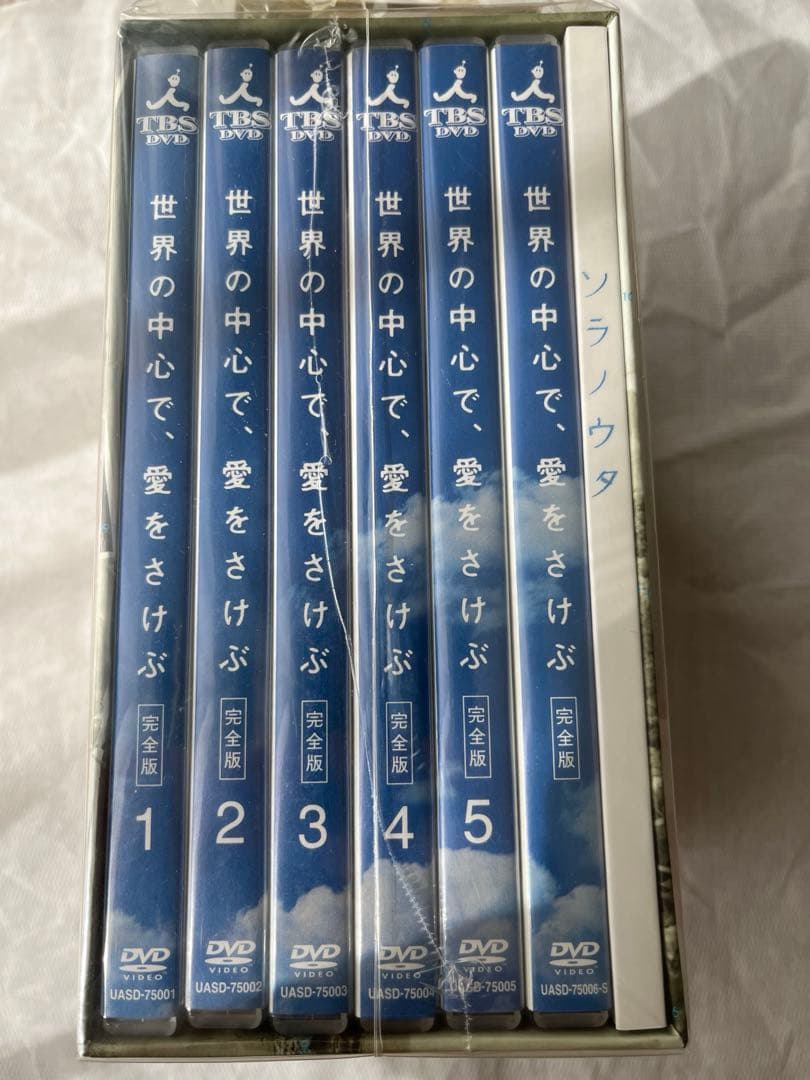 TBS
DVD
世界の中心で、愛をさけぶ
完全版
1
DVD
VIDEO
UASD-75001
TBS
DVD
世界の中心で、愛をさけぶ
完全版
2
DVD
VIDEO
UASD-75002
TBS
DVD
世界の中心で、愛をさけぶ
完全版
3
DVD
VIDEO
UASD-75003
TBS
DVD
世界の中心で、愛をさけぶ
完全版
4
DVD
VIDEO
UASD-75004
TBS
DVD
世界の中心で、愛をさけぶ
完全版
5
DVD
VIDEO
UASD-75005
TBS
DVD
世界の中心で、愛をさけぶ
完全版
DVD
VIDEO
UASD-75006-S
ソラノウタ